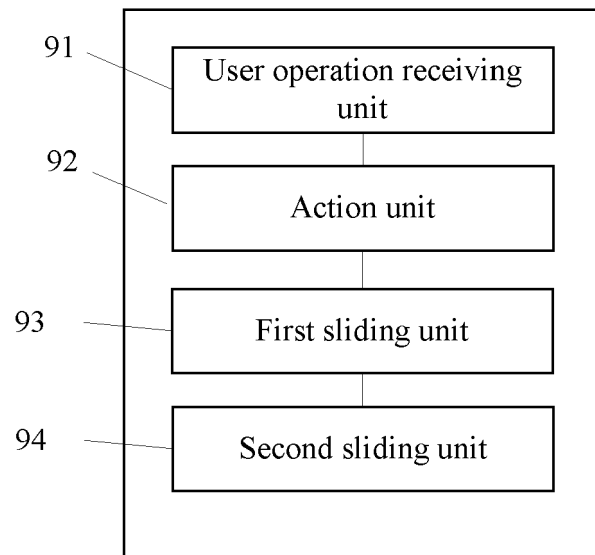 91
User operation receiving
unit
92
Action unit
93
First sliding unit
94
Second sliding unit